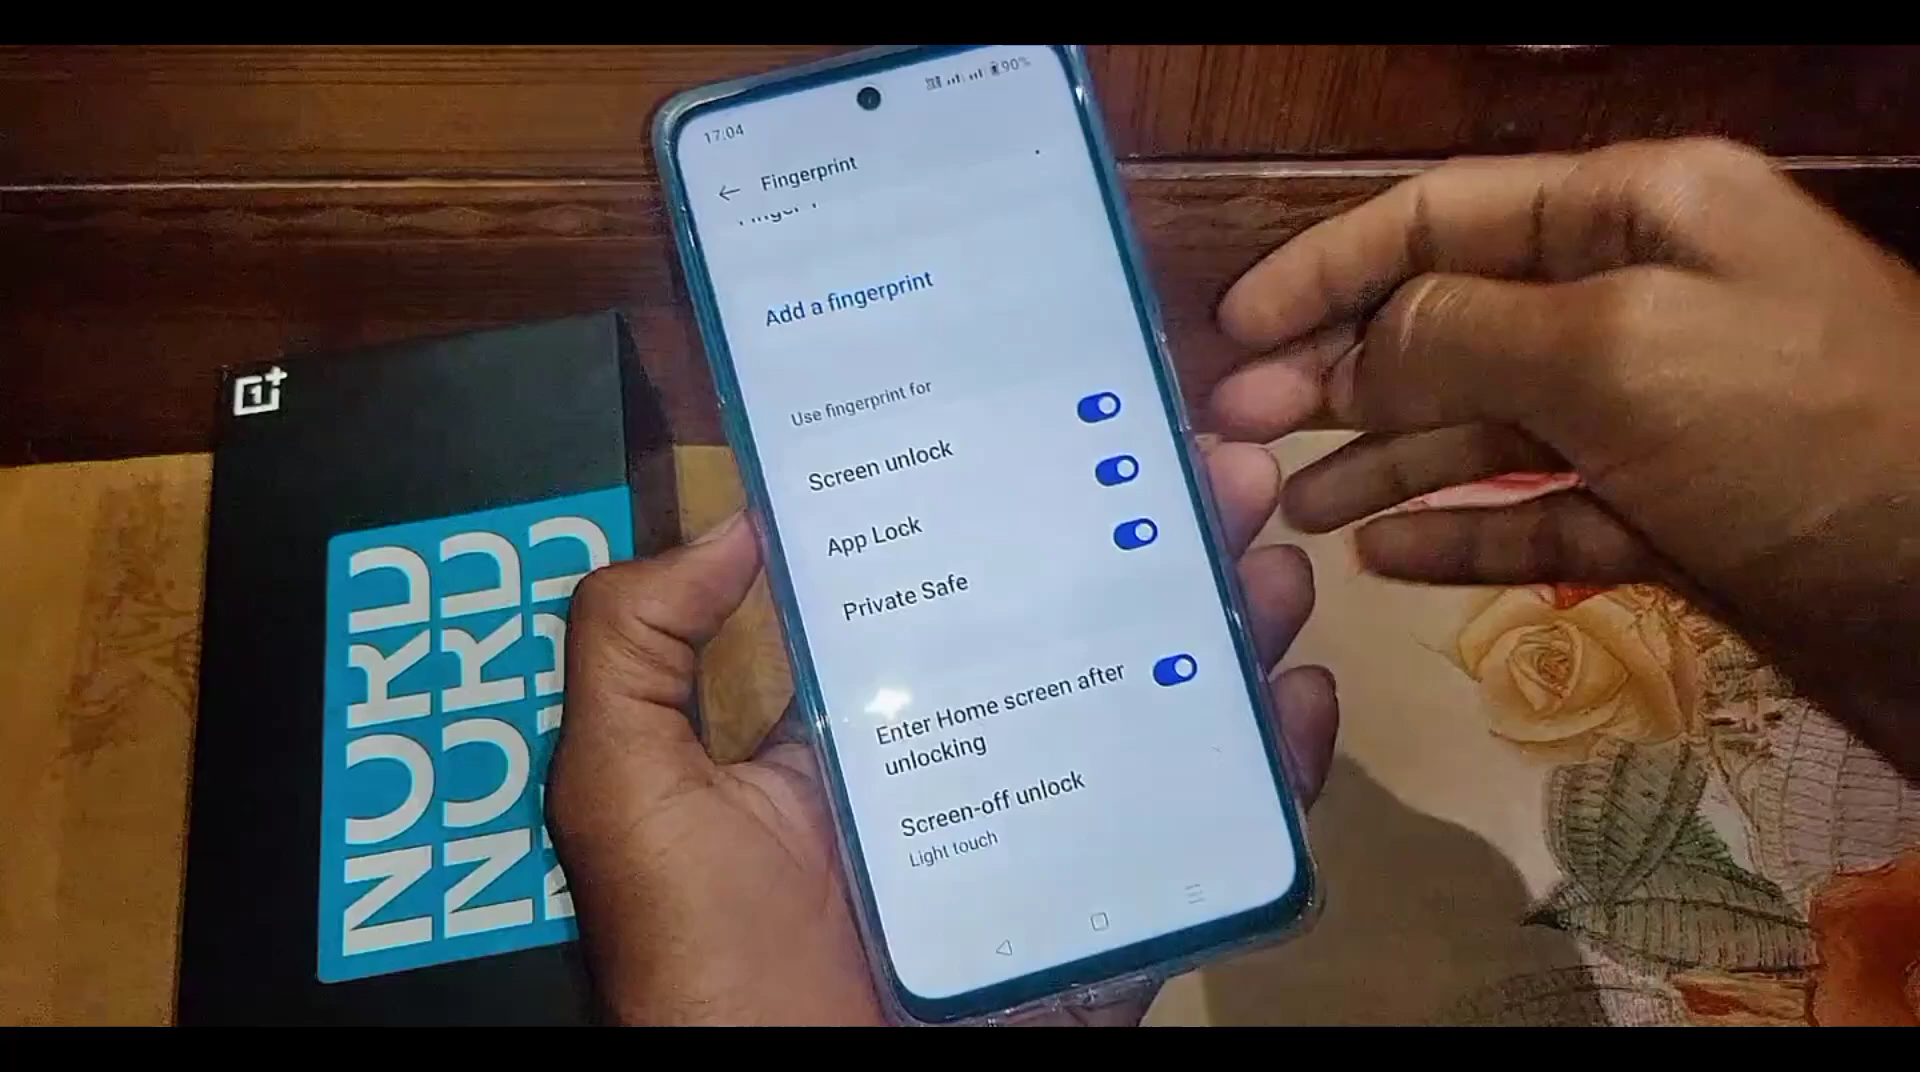 17:04
90%
Fingerprint
Add a fingerprint
Use fingerprint for
Screen unlock
App Lock
Private Safe
Enter Home screen after
unlocking
Screen-off unlock
Light touch
1+
NORD
NORD